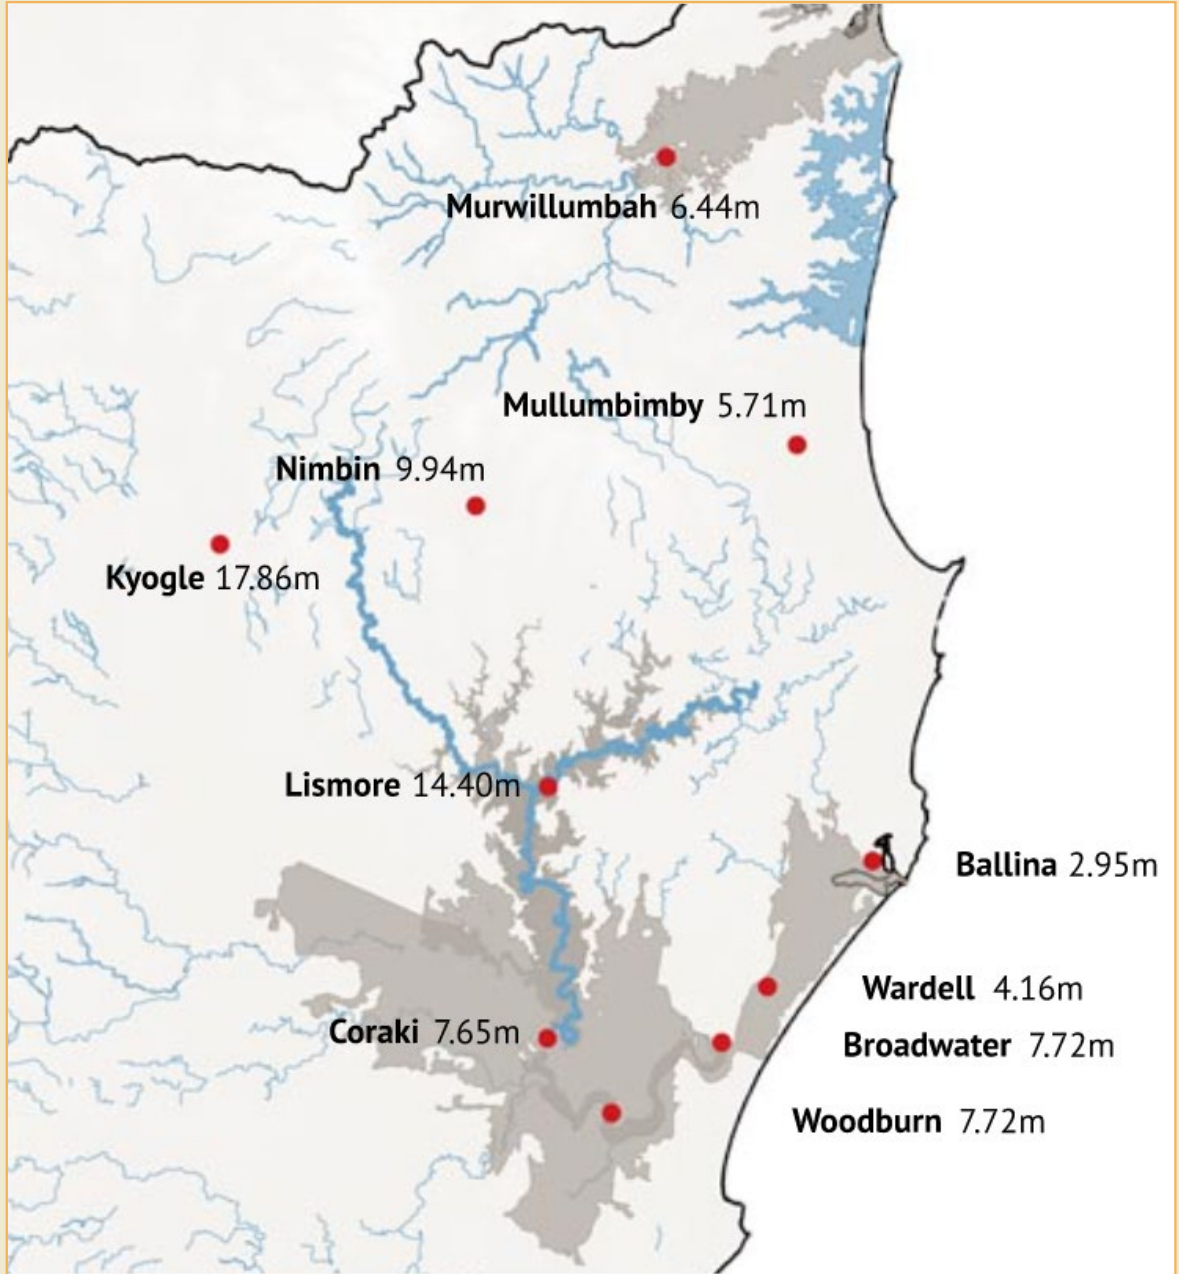 Murwillumbah 6.44m
Mullumbimby 5.71m
Nimbin 9.94m
Kyogle 17.86m
Lismore 14.40m
Ballina 2.95m
Wardell 4.16m
Coraki 7.65m
Broadwater 7.72m
Woodburn 7.72m